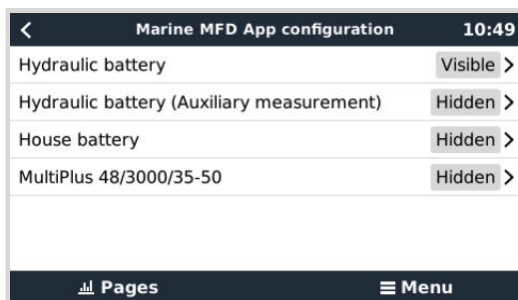 Marine MFD App configuration 10:49
Hydraulic battery Visible
Hydraulic battery (Auxiliary measurement) Hidden
House battery Hidden
MultiPlus 48/3000/35-50 Hidden
Pages Menu